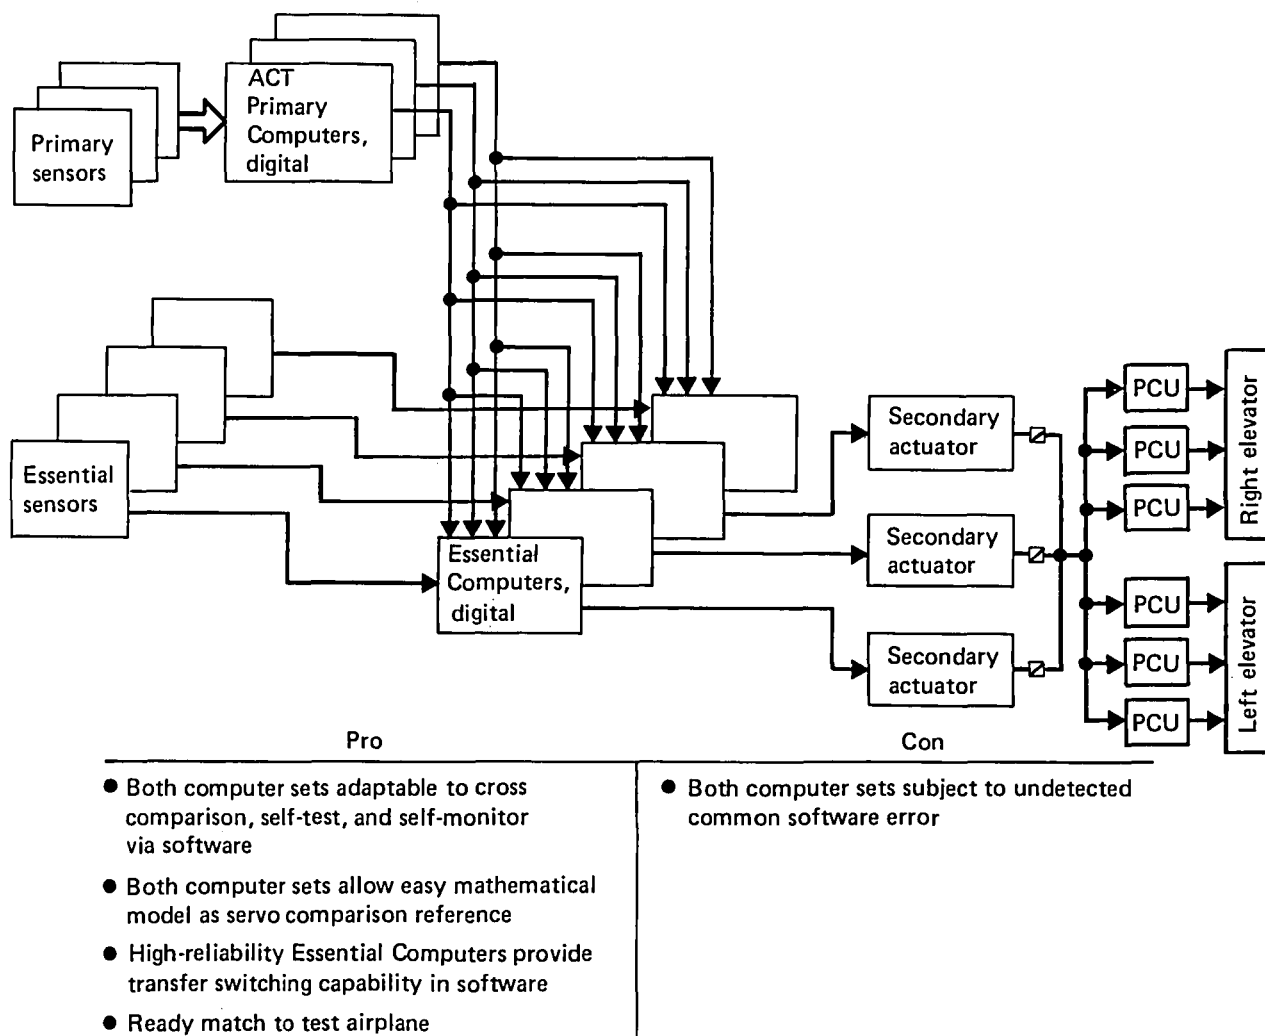 ACT
Primary
Computers,
digital
Primary
sensors
Essential
sensors
Essential
Computers,
digital
Secondary
actuator
Secondary
actuator
Secondary
actuator
PCU
PCU
PCU
PCU
PCU
PCU
Right elevator
Left elevator
Pro
● Both computer sets adaptable to cross
comparison, self-test, and self-monitor
via software
● Both computer sets allow easy mathematical
model as servo comparison reference
● High-reliability Essential Computers provide
transfer switching capability in software
● Ready match to test airplane
Con
● Both computer sets subject to undetected
common software error